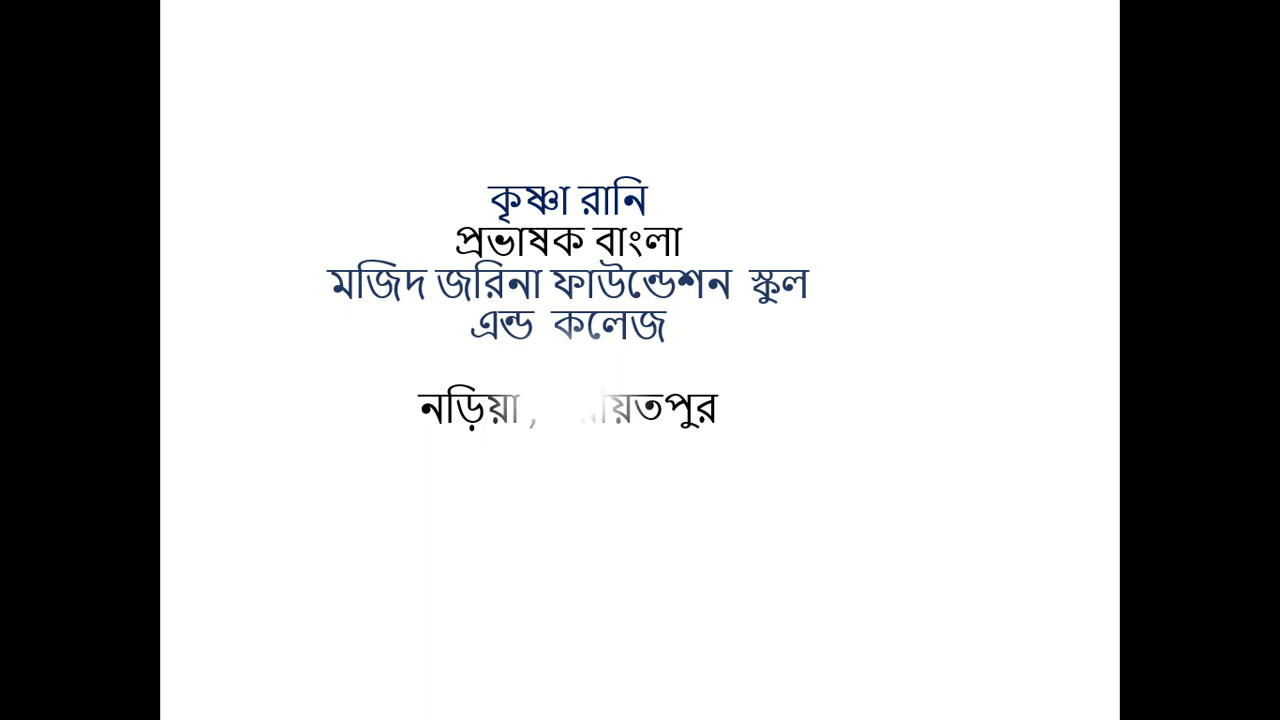 কৃষ্ণা রানি
প্রভাষক বাংলা
মজিদ জরিনা ফাউন্ডেশন স্কুল
এন্ড কলেজ
নড়িয়া ,